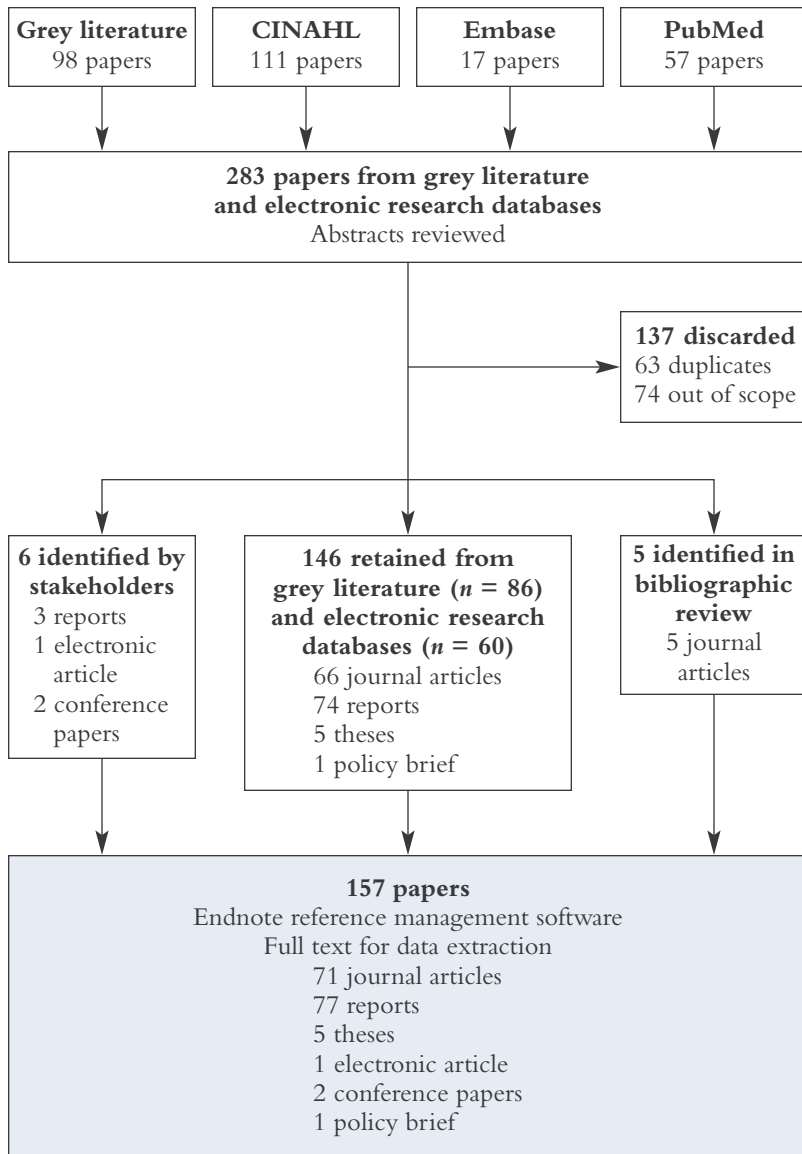 Grey literature
98 papers
CINAHL
111 papers
Embase
17 papers
PubMed
57 papers
283 papers from grey literature
and electronic research databases
Abstracts reviewed
137 discarded
63 duplicates
74 out of scope
6 identified by
stakeholders
3 reports
1 electronic
article
2 conference
papers
146 retained from
grey literature (n = 86)
and electronic research
databases (n = 60)
66 journal articles
74 reports
5 theses
1 policy brief
5 identified in
bibliographic
review
5 journal
articles
157 papers
Endnote reference management software
Full text for data extraction
71 journal articles
77 reports
5 theses
1 electronic article
2 conference papers
1 policy brief